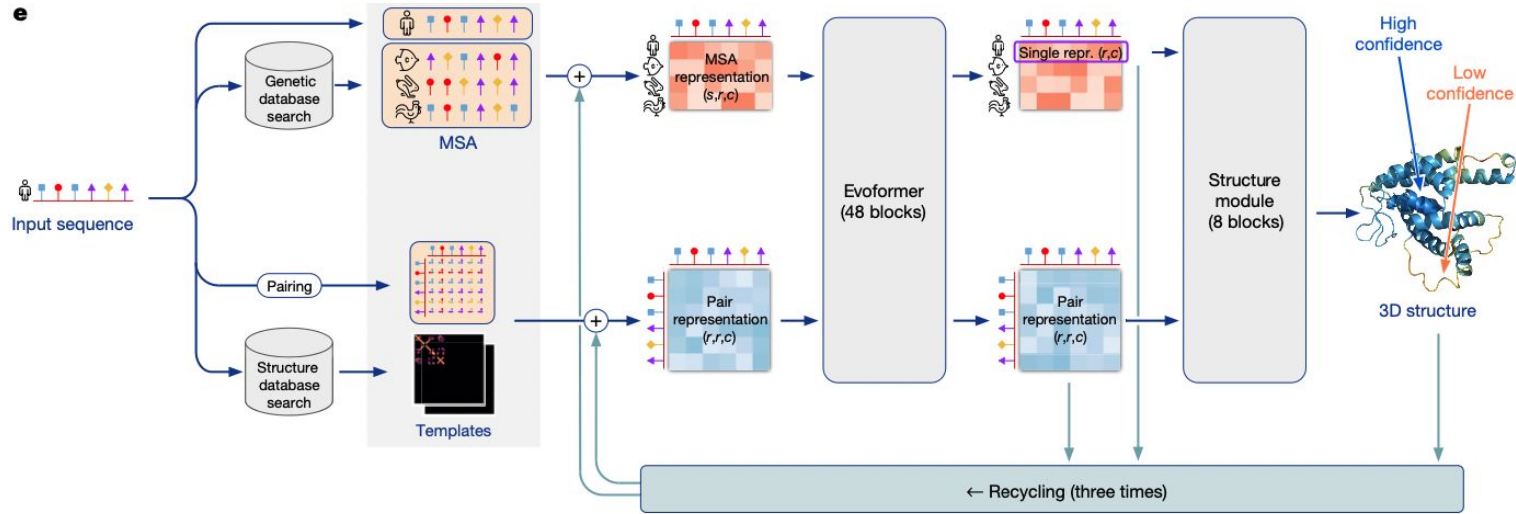 e
Input sequence
Genetic
database
search
MSA
Pairing
Structure
database
search
Templates
+
+
MSA
representation
(s,r,c)
Pair
representation
(r,r,c)
Evoformer
(48 blocks)
Single repr. (r,c)
Pair
representation
(r,r,c)
Structure
module
(8 blocks)
High
confidence
Low
confidence
3D structure
← Recycling (three times)